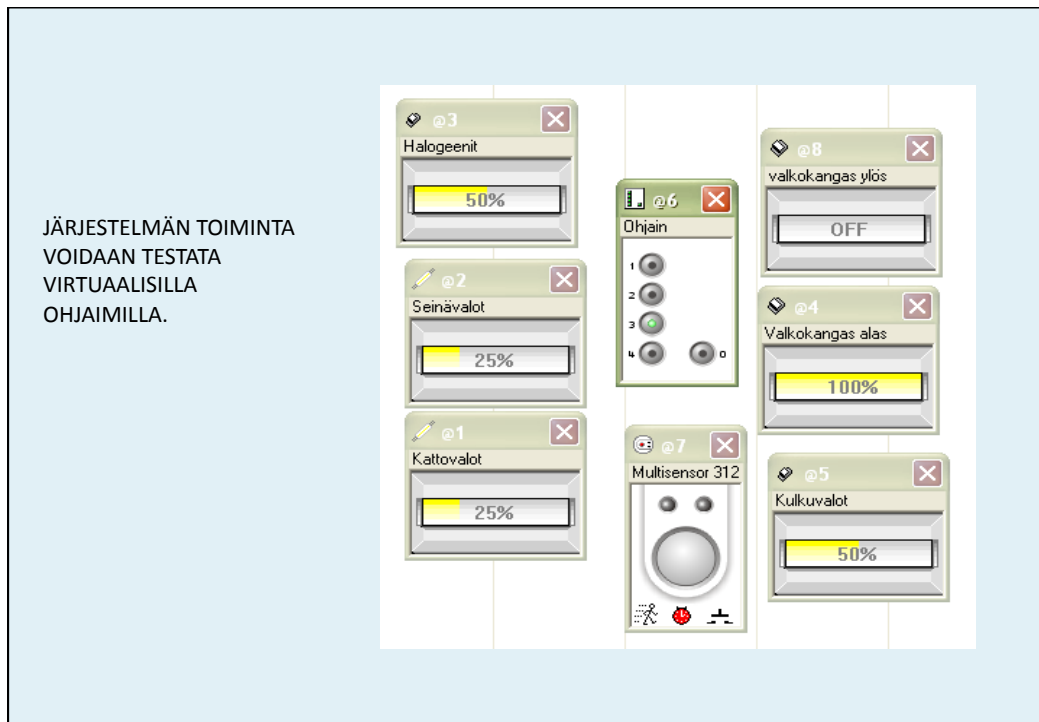 JÄRJESTELMÄN TOIMINTA
VOIDAAN TESTATA
VIRTUAALISILLA
OHJAIMILLA.
@3
Halogeenit
50%
@2
Seinävalot
25%
@1
Kattovalot
25%
@6
Ohjain
1
2
3
4
0
@7
Multisensor 312
@8
valkokangas ylös
OFF
@4
Valkokangas alas
100%
@5
Kulkuvalot
50%